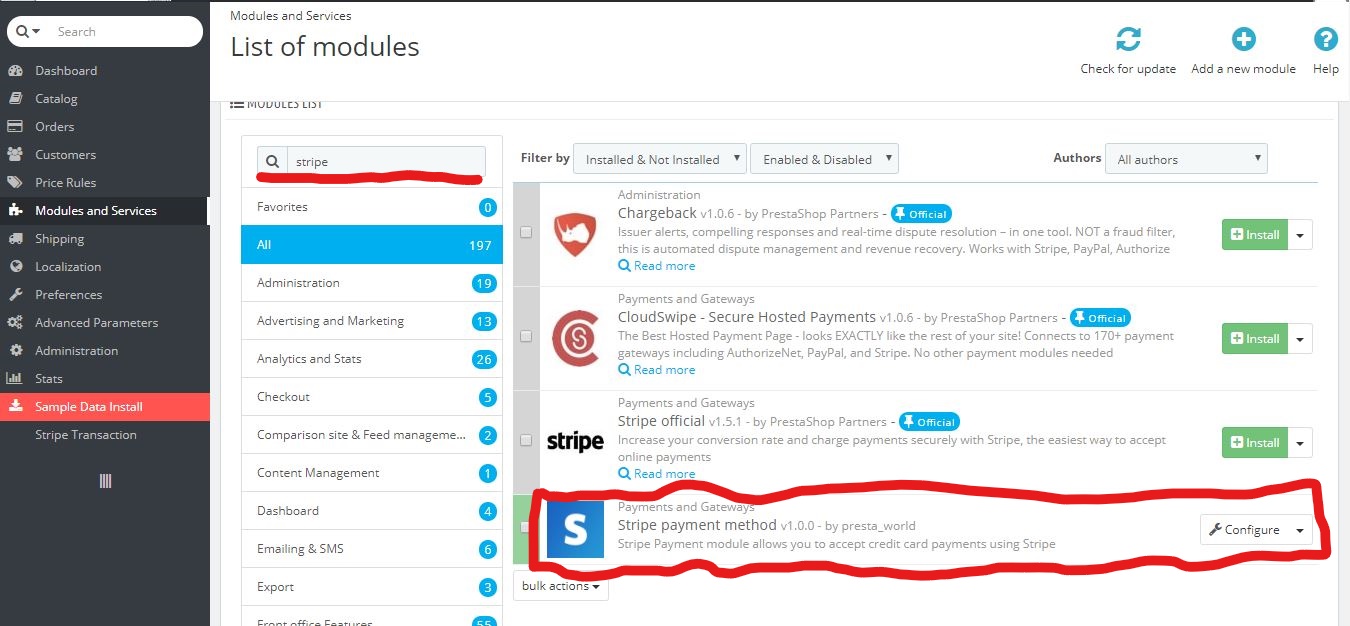 Search
Dashboard
Catalog
Orders
Customers
Price Rules
Modules and Services
Shipping
Localization
Preferences
Advanced Parameters
Administration
Stats
Sample Data Install
Stripe Transaction
Modules and Services
List of modules
Check for update
Add a new module
Help
MODULES LIST
stripe
Favorites 0
All 197
Administration 19
Advertising and Marketing 13
Analytics and Stats 26
Checkout 5
Comparison site & Feed manageme... 2
Content Management 1
Dashboard 4
Emailing & SMS 6
Export 3
Front office Features 55
Filter by Installed & Not Installed Enabled & Disabled Authors All authors
Administration
Chargeback v1.0.6 - by PrestaShop Partners - Official
Issuer alerts, compelling responses and real-time dispute resolution – in one tool. NOT a fraud filter,
this is automated dispute management and revenue recovery. Works with Stripe, PayPal, Authorize
Read more
Install
Payments and Gateways
CloudSwipe - Secure Hosted Payments v1.0.6 - by PrestaShop Partners - Official
The Best Hosted Payment Page - looks EXACTLY like the rest of your site! Connects to 170+ payment
gateways including AuthorizeNet, PayPal, and Stripe. No other payment modules needed
Read more
Install
stripe
Payments and Gateways
Stripe official v1.5.1 - by PrestaShop Partners - Official
Increase your conversion rate and charge payments securely with Stripe, the easiest way to accept
online payments
Read more
Install
S
Payments and Gateways
Stripe payment method v1.0.0 - by presta_world
Stripe Payment module allows you to accept credit card payments using Stripe
Configure
bulk actions